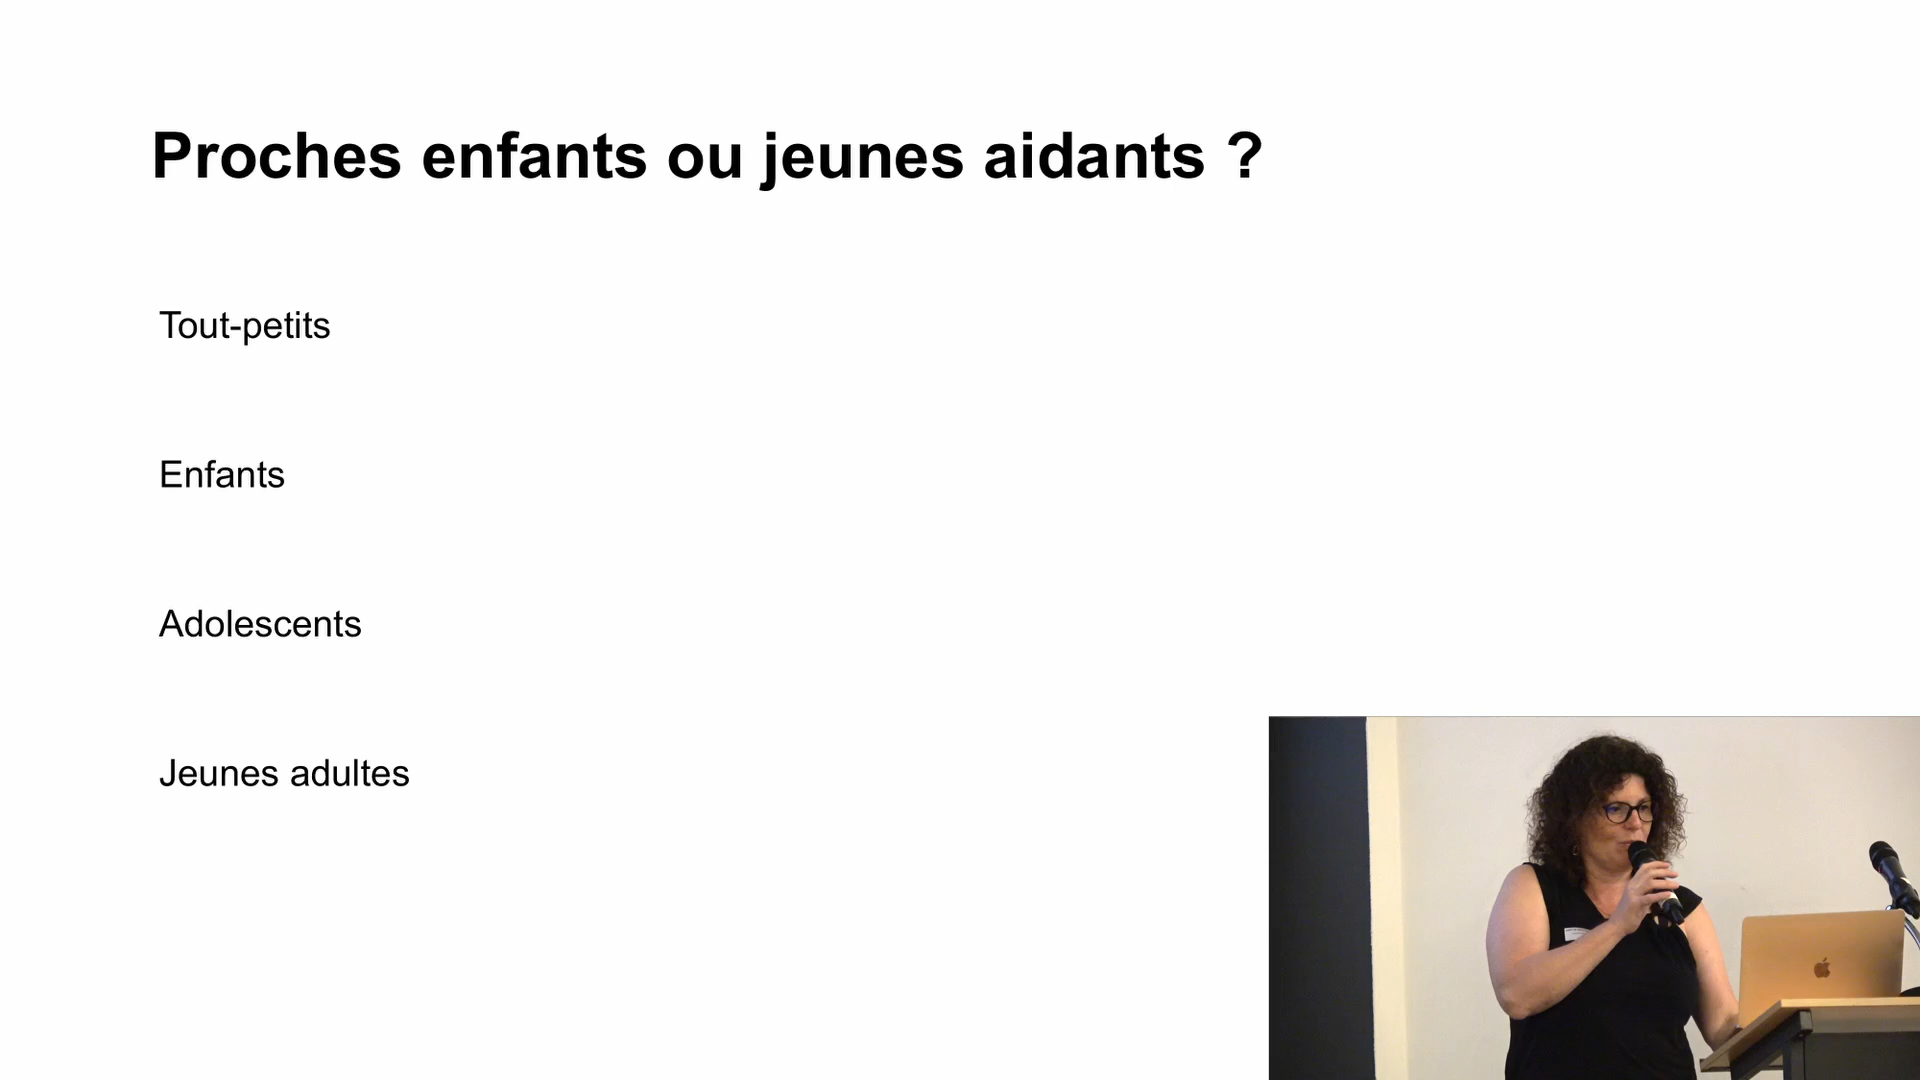 Proches enfants ou jeunes aidants ?
Tout-petits
Enfants
Adolescents
Jeunes adultes